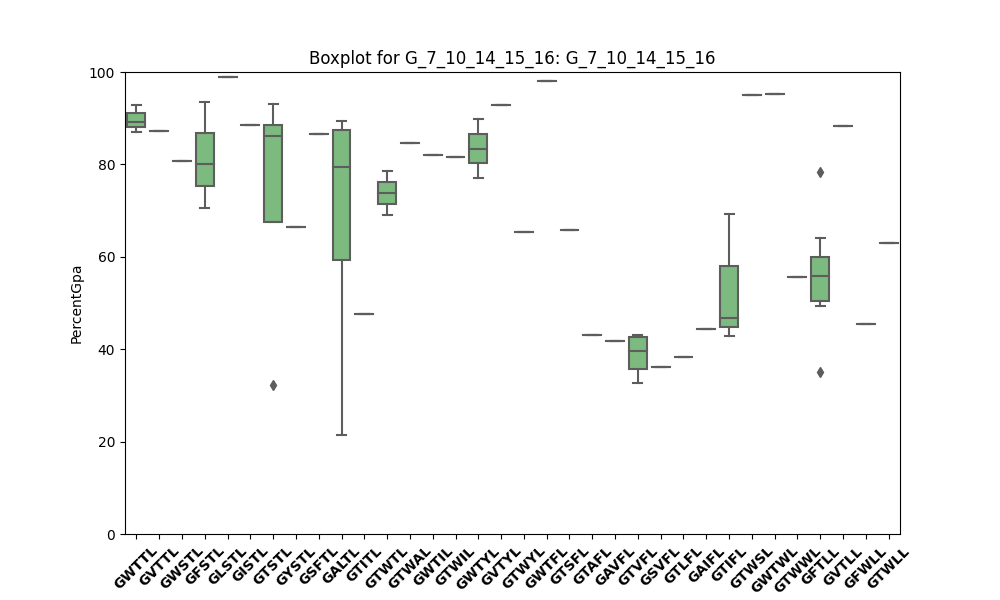 Boxplot for G_7_10_14_15_16: G_7_10_14_15_16
100
80
60
40
20
0
PercentGpa
GWTTL
GVTTL
GWSTL
GFSTL
GLSTL
GISTL
GTSTL
GYSTL
GSFTL
GALTL
GTITL
GTWTL
GTWAL
GWTIL
GTWIL
GWTYL
GVTYL
GTWYL
GWTFL
GTSFL
GTAFL
GAVFL
GTVFL
GSVFL
GTLFL
GAIFL
GTIFL
GTWSL
GWTWL
GTWWL
GFTLL
GVTLL
GFWLL
GTWLL